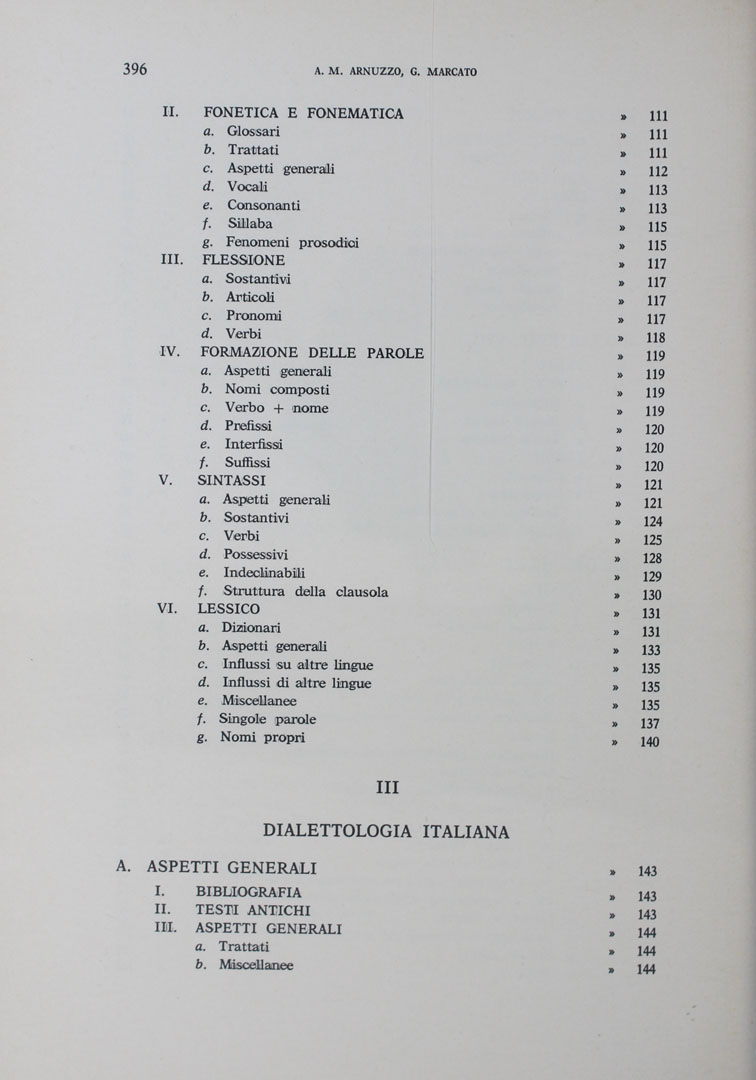 396 A. M. ARNUZZO, G. MARCATO
II. FONETICA E FONEMATICA » 111
a. Glossari » 111
b. Trattati » 111
c. Aspetti generali » 112
d. Vocali » 113
e. Consonanti » 113
f. Sillaba » 115
g. Fenomeni prosodici » 115
III. FLESSIONE » 117
a. Sostantivi » 117
b. Articoli » 117
c. Pronomi » 117
d. Verbi » 118
IV. FORMAZIONE DELLE PAROLE » 119
a. Aspetti generali » 119
b. Nomi composti » 119
c. Verbo + nome » 119
d. Prefissi » 120
e. Interfissi » 120
f. Suffissi » 120
V. SINTASSI » 121
a. Aspetti generali » 121
b. Sostantivi » 124
c. Verbi » 125
d. Possessivi » 128
e. Indeclinabili » 129
f. Struttura della clausola » 130
VI. LESSICO » 131
a. Dizionari » 131
b. Aspetti generali » 133
c. Influssi su altre lingue » 135
d. Influssi di altre lingue » 135
e. Miscellanee » 135
f. Singole parole » 137
g. Nomi propri » 140
III
DIALETTOLOGIA ITALIANA
A. ASPETTI GENERALI » 143
I. BIBLIOGRAFIA » 143
II. TESTI ANTICHI » 143
III. ASPETTI GENERALI » 144
a. Trattati » 144
b. Miscellanee » 144